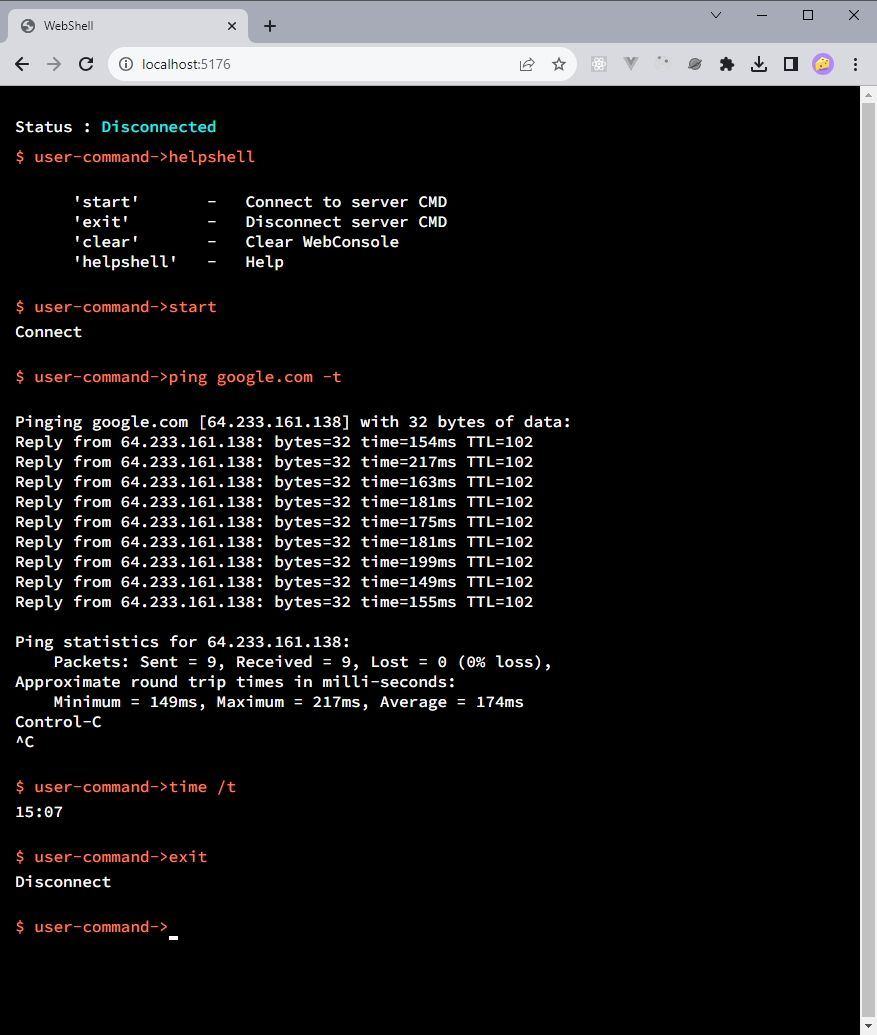 WebShell
localhost:5176
Status : Disconnected
$ user-command->helpshell
'start' - Connect to server CMD
'exit' - Disconnect server CMD
'clear' - Clear WebConsole
'helpshell' - Help
$ user-command->start
Connect
$ user-command->ping google.com -t
Pinging google.com [64.233.161.138] with 32 bytes of data:
Reply from 64.233.161.138: bytes=32 time=154ms TTL=102
Reply from 64.233.161.138: bytes=32 time=217ms TTL=102
Reply from 64.233.161.138: bytes=32 time=163ms TTL=102
Reply from 64.233.161.138: bytes=32 time=181ms TTL=102
Reply from 64.233.161.138: bytes=32 time=175ms TTL=102
Reply from 64.233.161.138: bytes=32 time=181ms TTL=102
Reply from 64.233.161.138: bytes=32 time=199ms TTL=102
Reply from 64.233.161.138: bytes=32 time=149ms TTL=102
Reply from 64.233.161.138: bytes=32 time=155ms TTL=102
Ping statistics for 64.233.161.138:
Packets: Sent = 9, Received = 9, Lost = 0 (0% loss),
Approximate round trip times in milli-seconds:
Minimum = 149ms, Maximum = 217ms, Average = 174ms
Control-C
^C
$ user-command->time /t
15:07
$ user-command->exit
Disconnect
$ user-command->